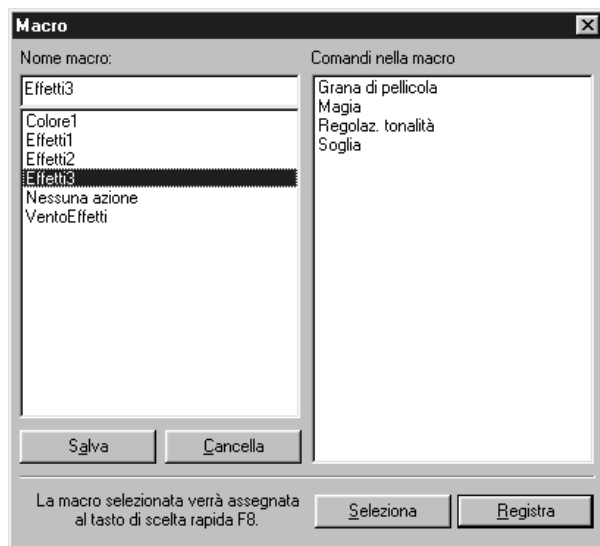 Macro
Nome macro:
Effetti3
Colore1
Effetti1
Effetti2
Effetti3
Nessuna azione
VentoEffetti
Salva
Cancella
Comandi nella macro
Grana di pellicola
Magia
Regolaz. tonalità
Soglia
La macro selezionata verrà assegnata
al tasto di scelta rapida F8.
Seleziona
Registra